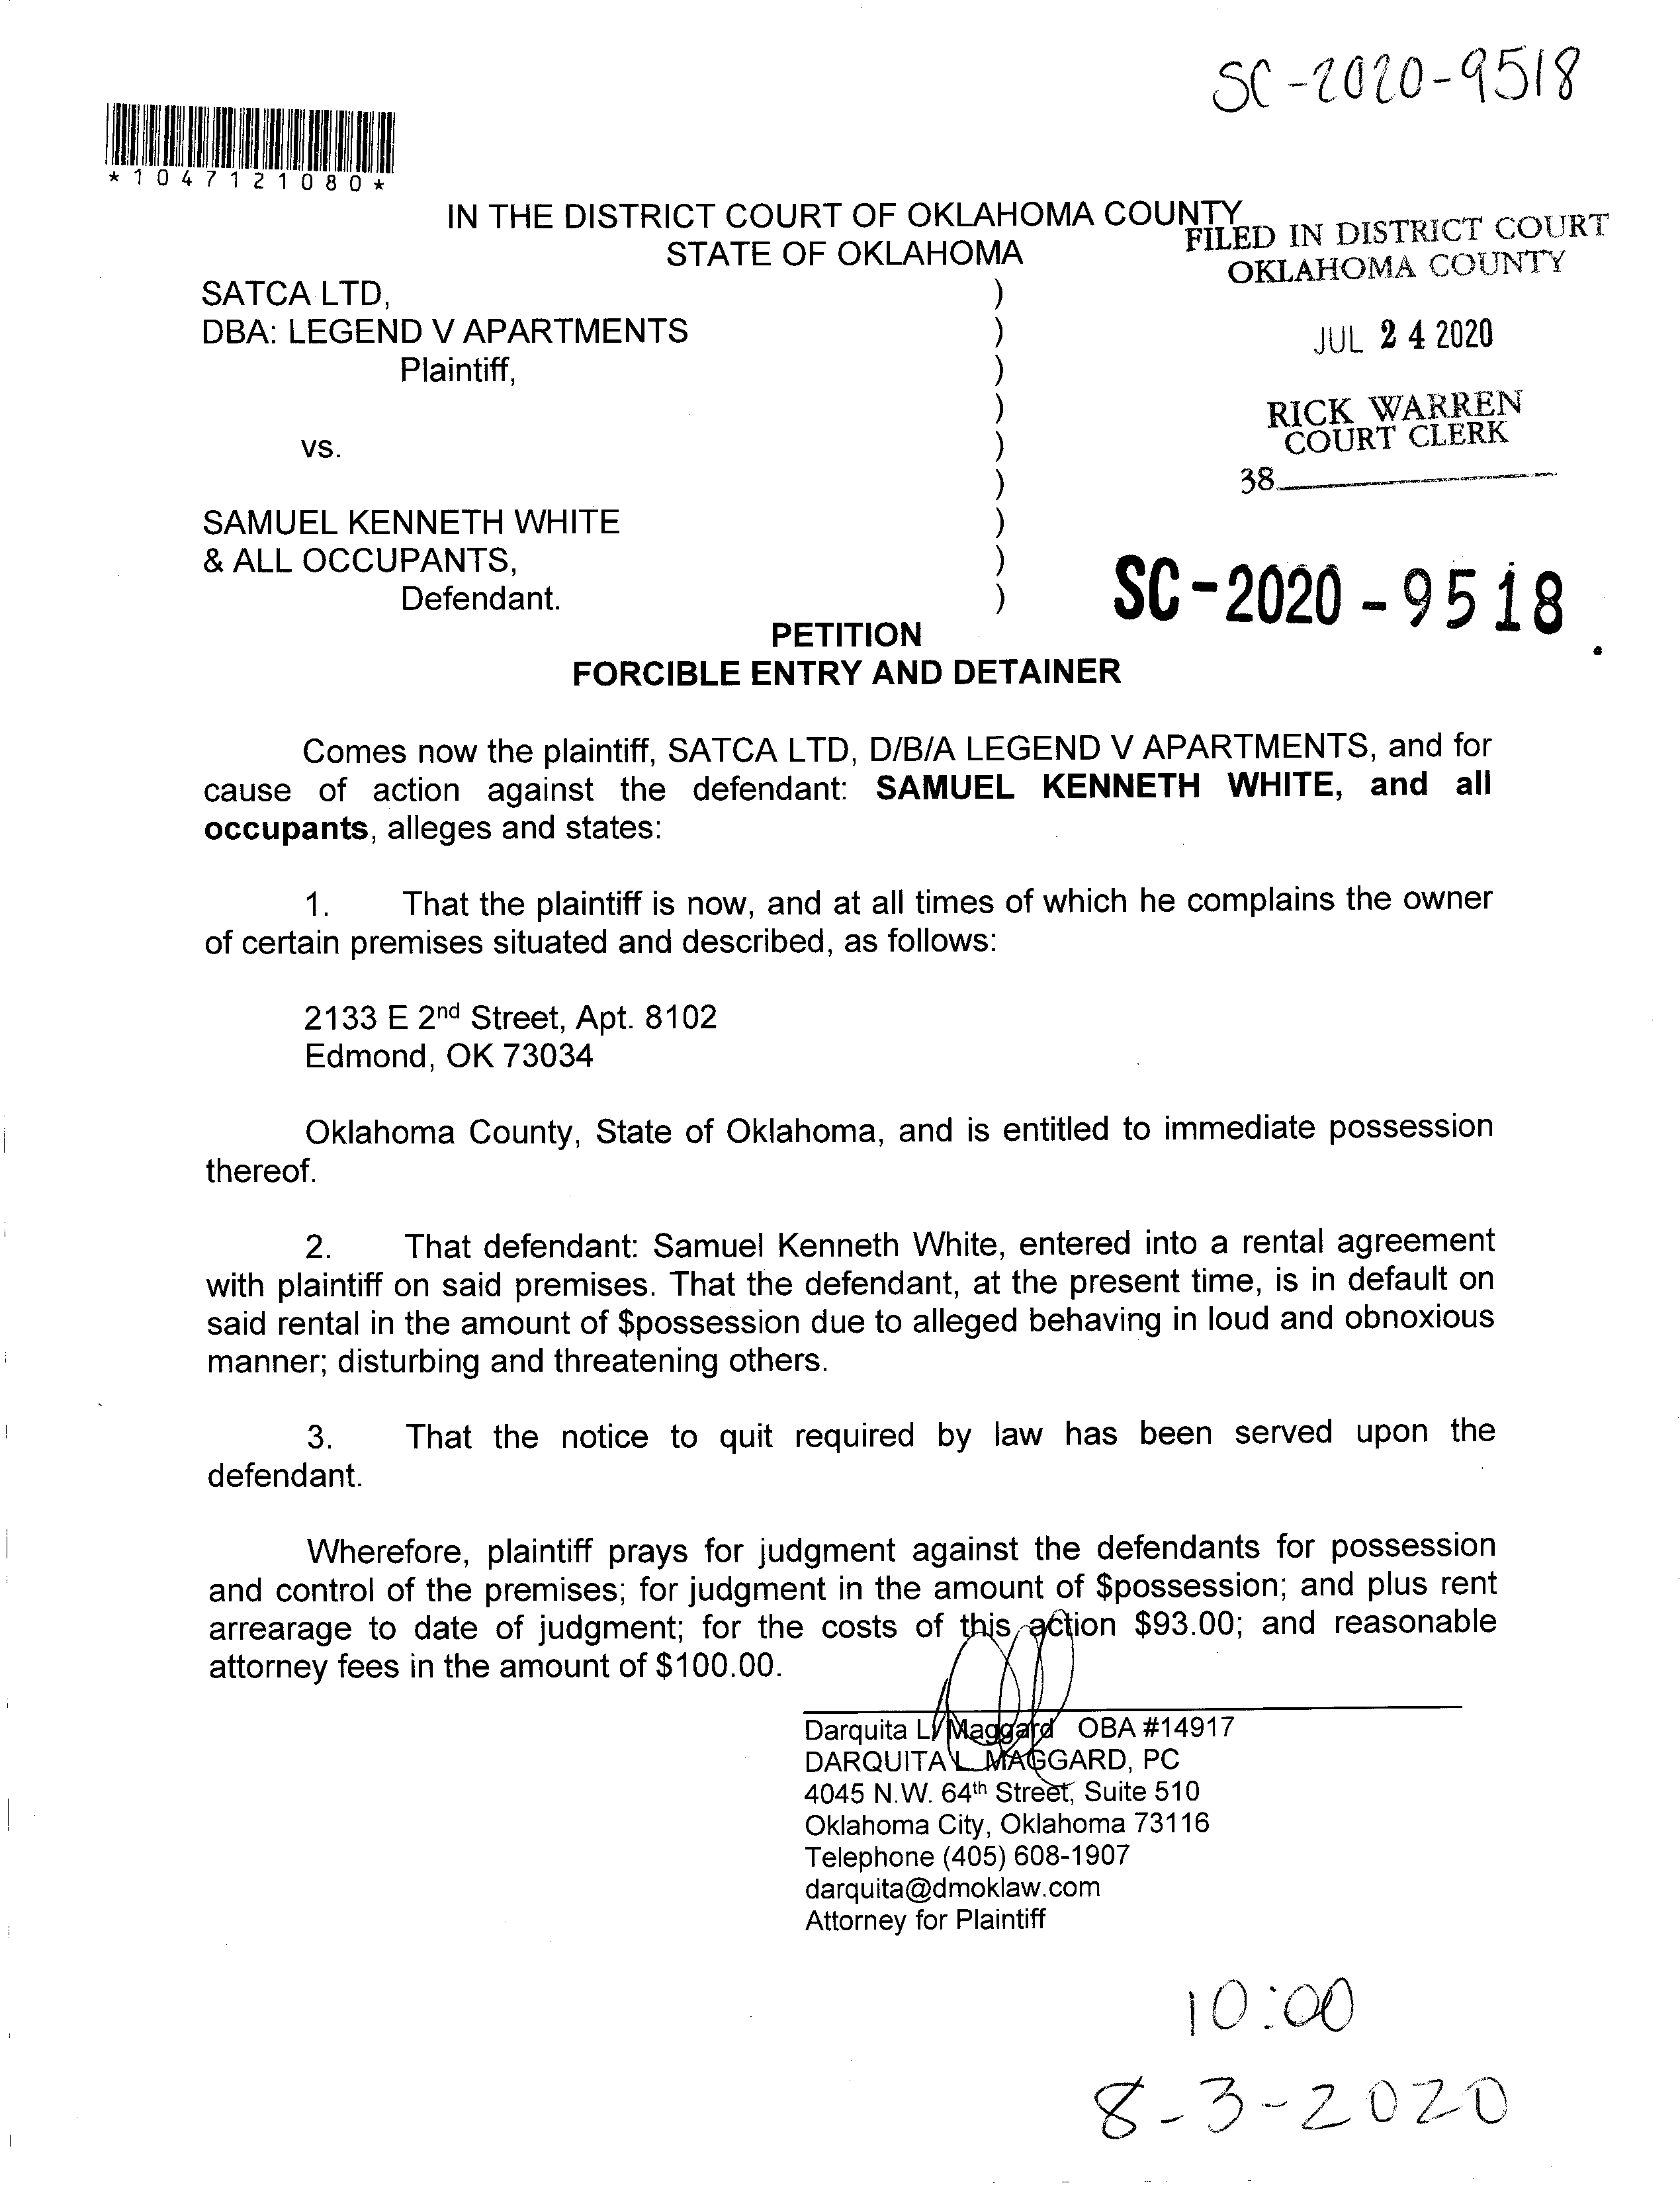 SC-2020-9518
*1047121080*
IN THE DISTRICT COURT OF OKLAHOMA COUNTY
STATE OF OKLAHOMA
FILED IN DISTRICT COURT
OKLAHOMA COUNTY
JUL 24 2020
RICK WARREN
COURT CLERK
38
SATCA LTD, )
DBA: LEGEND V APARTMENTS )
Plaintiff, )
)
vs. )
)
SAMUEL KENNETH WHITE )
& ALL OCCUPANTS, )
Defendant. )
SC-2020-9518
PETITION
FORCIBLE ENTRY AND DETAINER
Comes now the plaintiff, SATCA LTD, D/B/A LEGEND V APARTMENTS, and for
cause of action against the defendant: SAMUEL KENNETH WHITE, and all
occupants, alleges and states:
1. That the plaintiff is now, and at all times of which he complains the owner
of certain premises situated and described, as follows:
2133 E 2nd Street, Apt. 8102
Edmond, OK 73034
Oklahoma County, State of Oklahoma, and is entitled to immediate possession
thereof.
2. That defendant: Samuel Kenneth White, entered into a rental agreement
with plaintiff on said premises. That the defendant, at the present time, is in default on
said rental in the amount of $possession due to alleged behaving in loud and obnoxious
manner; disturbing and threatening others.
3. That the notice to quit required by law has been served upon the
defendant.
Wherefore, plaintiff prays for judgment against the defendants for possession
and control of the premises; for judgment in the amount of $possession; and plus rent
arrearage to date of judgment; for the costs of this action $93.00; and reasonable
attorney fees in the amount of $100.00.
Darquita L. Maggard OBA #14917
DARQUITA L. MAGGARD, PC
4045 N.W. 64th Street, Suite 510
Oklahoma City, Oklahoma 73116
Telephone (405) 608-1907
darquita@dmoklaw.com
Attorney for Plaintiff
10:00
8-3-2020